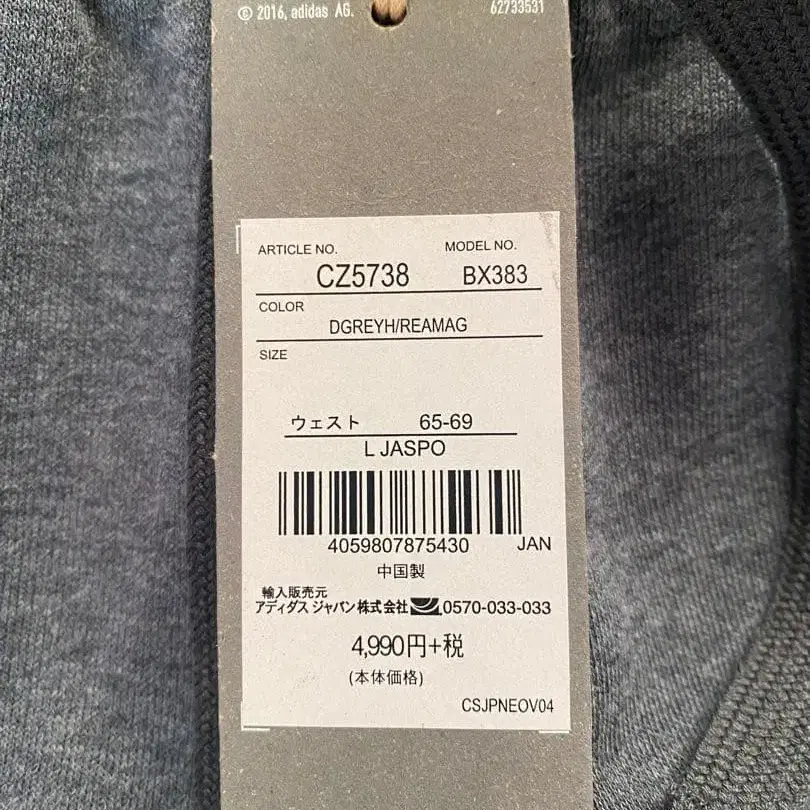 © 2016, adidas AG. 62733531
ARTICLE NO. MODEL NO.
CZ5738 BX383
COLOR
DGREYH/REAMAG
SIZE
ウェスト 65-69
L JASPO
4059807875430 JAN
中国製
輸入販売元
アディダス ジャパン株式会社 0570-033-033
4,990円+税
(本体価格)
CSJPNEOV04